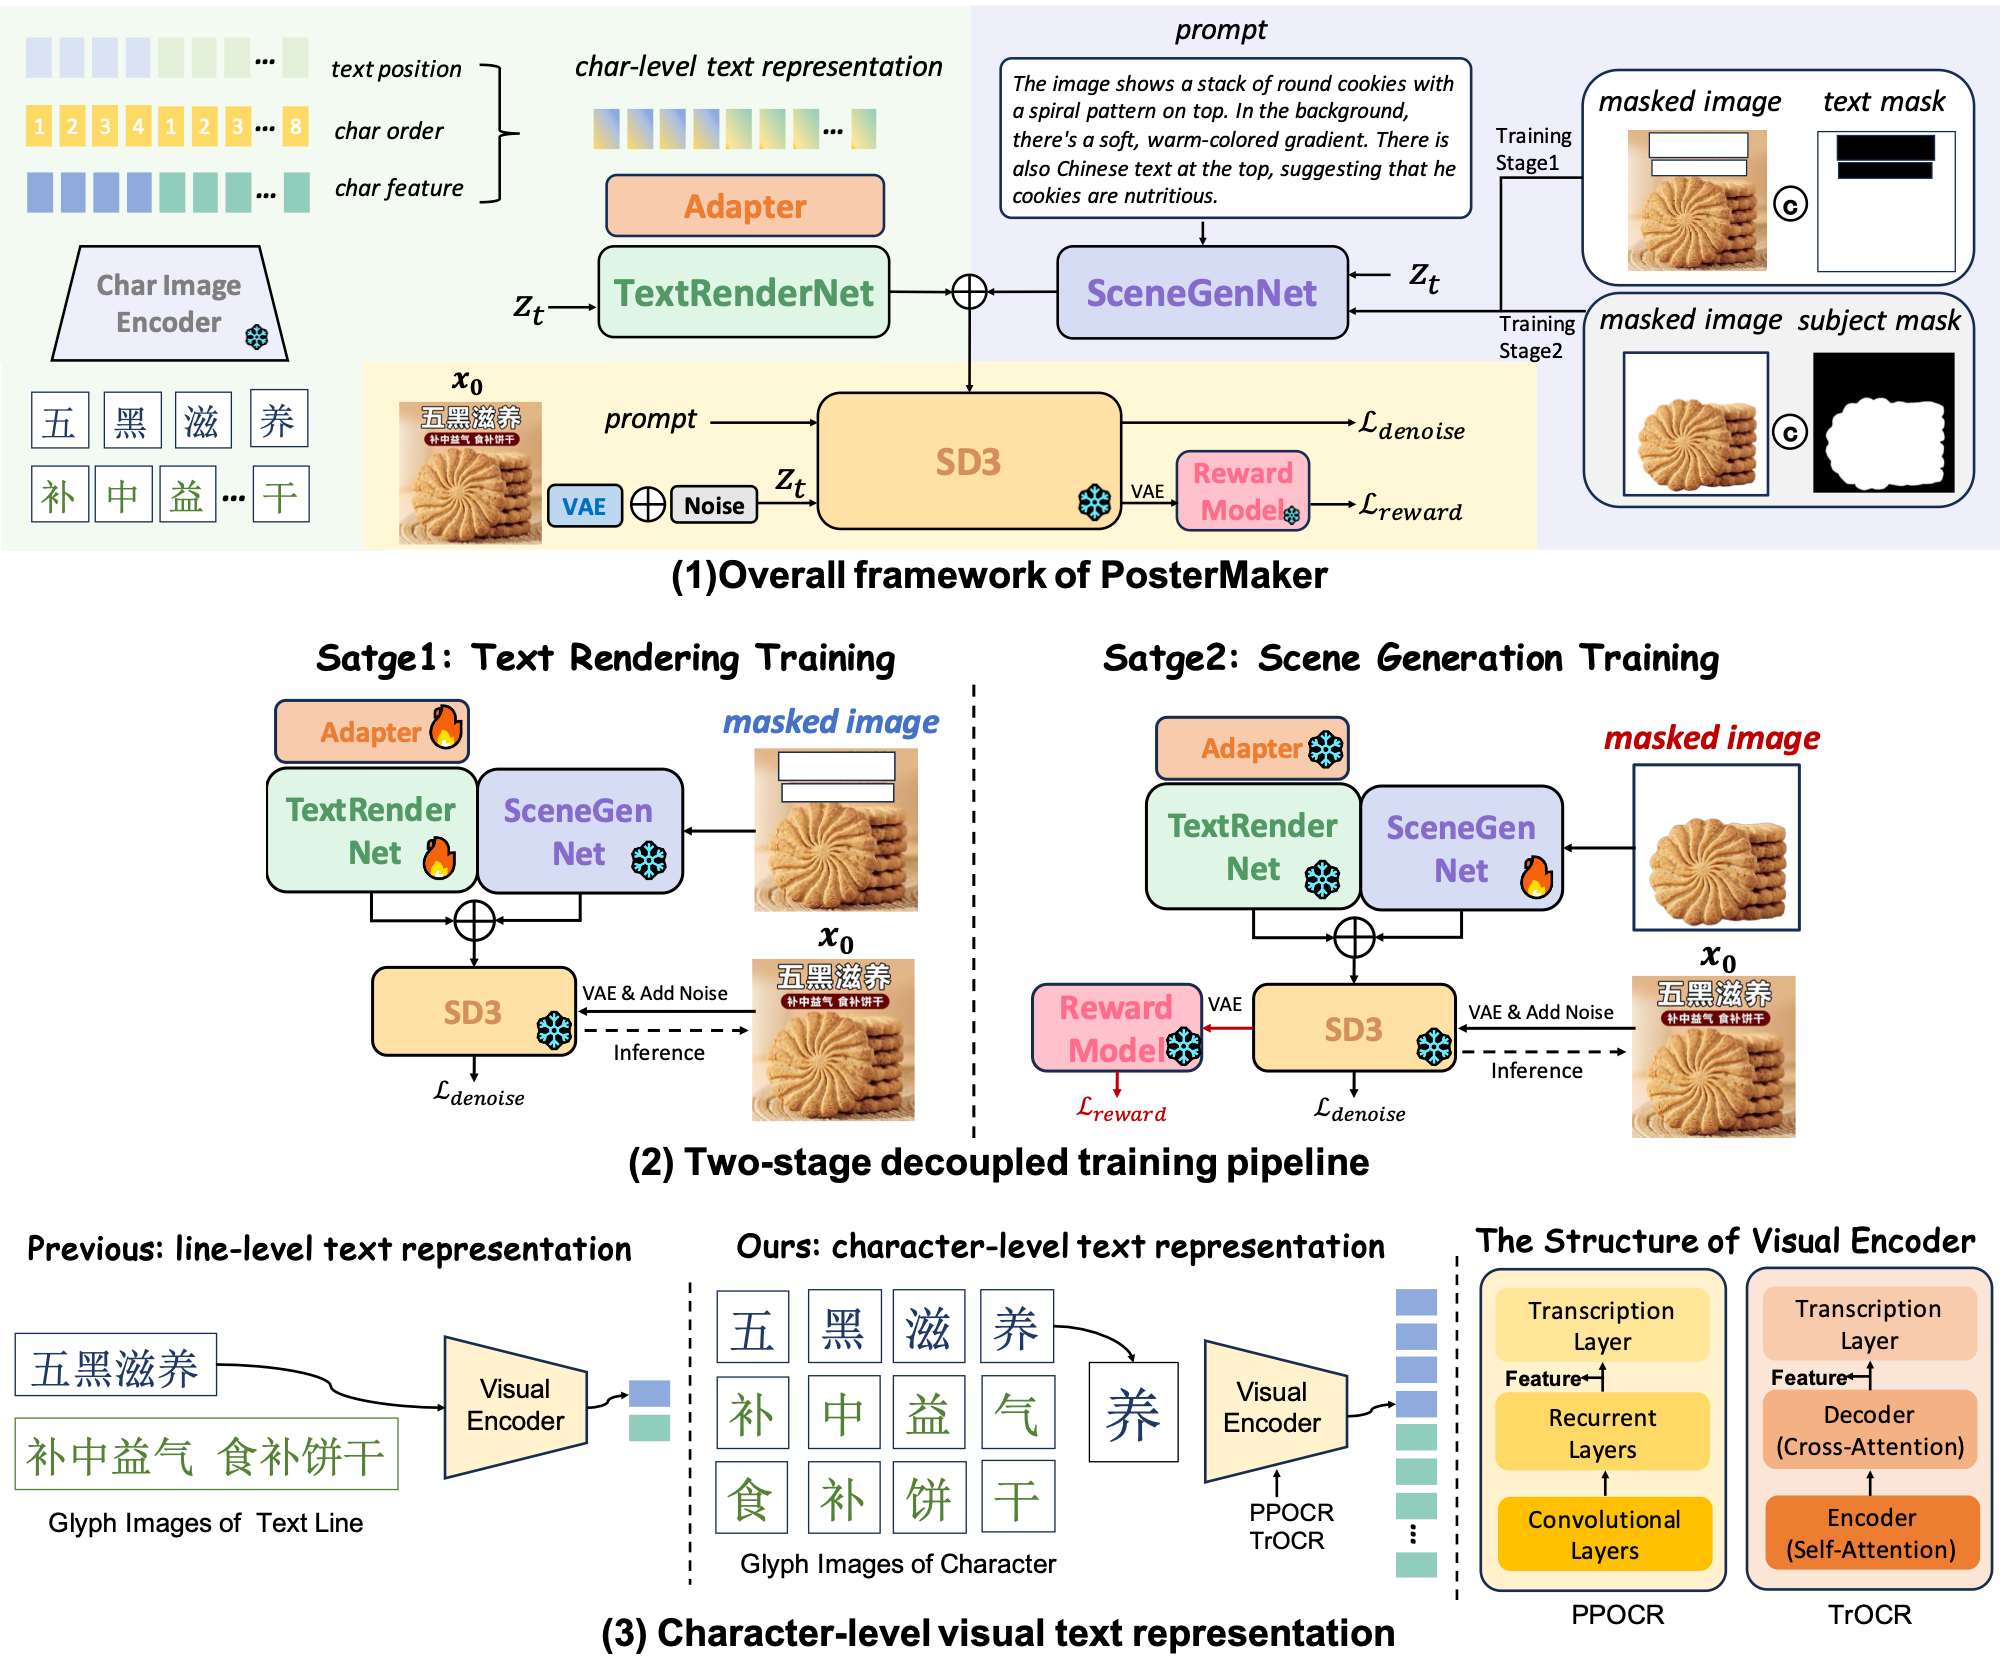 text position
1 2 3 4 1 2 3 ... 8
char order
char feature
char-level text representation
Adapter
Char Image
Encoder
五 黑 滋 养
补 中 益 ... 干
TextRenderNet
Z_t
prompt
The image shows a stack of round cookies with
a spiral pattern on top. In the background,
there's a soft, warm-colored gradient. There is
also Chinese text at the top, suggesting that he
cookies are nutritious.
SceneGenNet
Z_t
Training
Stage1
masked image
text mask
C
Training
Stage2
masked image
subject mask
C
x_0
五黑滋养
补中益气 食补饼干
prompt
VAE
Noise
Z_t
SD3
ℒ_denoise
VAE
Reward
Model
ℒ_reward
(1)Overall framework of PosterMaker
Satge1: Text Rendering Training
Adapter
TextRender
Net
SceneGen
Net
masked image
x_0
五黑滋养
补中益气 食补饼干
SD3
VAE & Add Noise
Inference
ℒ_denoise
Satge2: Scene Generation Training
Adapter
TextRender
Net
SceneGen
Net
masked image
x_0
五黑滋养
补中益气 食补饼干
Reward
Model
VAE
SD3
VAE & Add Noise
Inference
ℒ_reward
ℒ_denoise
(2) Two-stage decoupled training pipeline
Previous: line-level text representation
五黑滋养
补中益气 食补饼干
Glyph Images of Text Line
Visual
Encoder
Ours: character-level text representation
五 黑 滋 养
补 中 益 气
食 补 饼 干
Glyph Images of Character
养
Visual
Encoder
PPOCR
TrOCR
...
The Structure of Visual Encoder
Transcription
Layer
Feature
Recurrent
Layers
Convolutional
Layers
PPOCR
Transcription
Layer
Feature
Decoder
(Cross-Attention)
Encoder
(Self-Attention)
TrOCR
(3) Character-level visual text representation